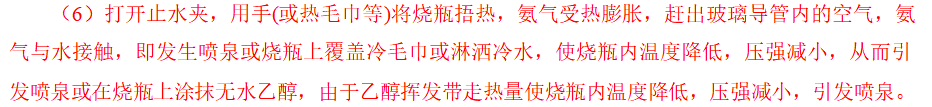 （6）打开止水夹，用手(或热毛巾等)将烧瓶捂热，氨气受热膨胀，赶出玻璃导管内的空气，氨
气与水接触，即发生喷泉或烧瓶上覆盖冷毛巾或淋洒冷水，使烧瓶内温度降低，压强减小，从而引
发喷泉或在烧瓶上涂抹无水乙醇，由于乙醇挥发带走热量使烧瓶内温度降低，压强减小，引发喷泉。